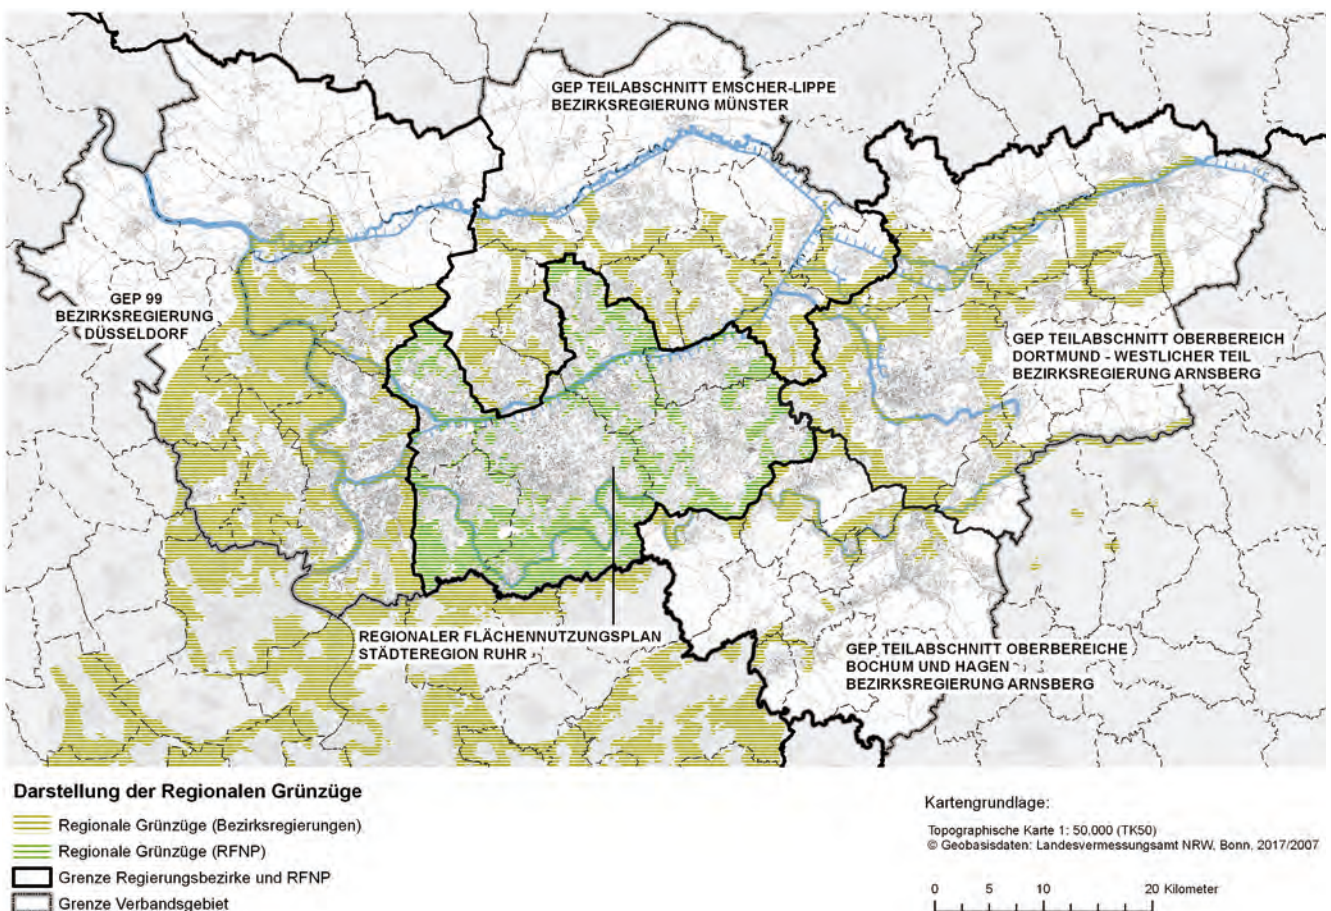 GEP TEILABSCHNITT EMSCHER-LIPPE
BEZIRKSREGIERUNG MÜNSTER
GEP 99
BEZIRKSREGIERUNG
DÜSSELDORF
GEP TEILABSCHNITT OBERBEREICH
DORTMUND - WESTLICHER TEIL
BEZIRKSREGIERUNG ARNSBERG
REGIONALER FLÄCHENNUTZUNGSPLAN
STÄDTEREGION RUHR
GEP TEILABSCHNITT OBERBEREICHE
BOCHUM UND HAGEN
BEZIRKSREGIERUNG ARNSBERG
Darstellung der Regionalen Grünzüge
Regionale Grünzüge (Bezirksregierungen)
Regionale Grünzüge (RFNP)
Grenze Regierungsbezirke und RFNP
Grenze Verbandsgebiet
Kartengrundlage:
Topographische Karte 1: 50.000 (TK50)
© Geobasisdaten: Landesvermessungsamt NRW, Bonn, 2017/2007
0 5 10 20 Kilometer